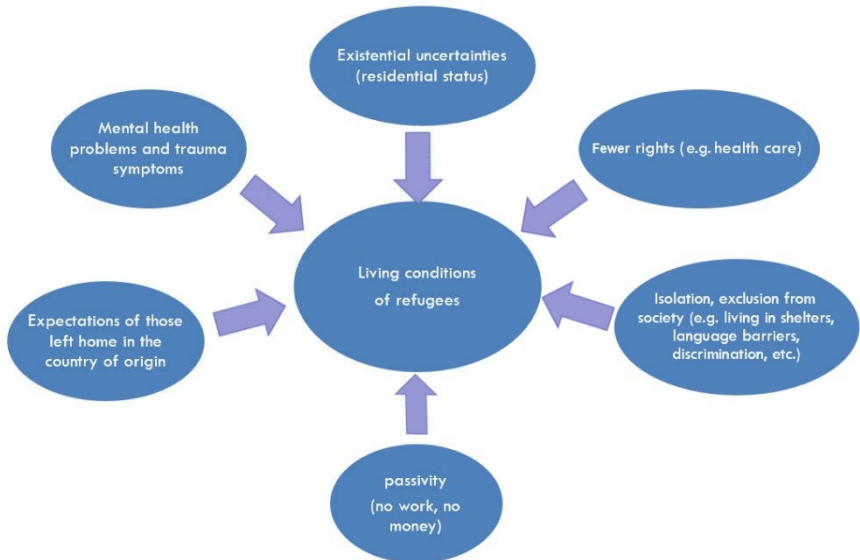 Existential uncertainties
(residential status)
Mental health
problems and trauma
symptoms
Fewer rights (e.g. health care)
Living conditions
of refugees
Expectations of those
left home in the
country of origin
Isolation, exclusion from
society (e.g. living in shelters,
language barriers,
discrimination, etc.)
passivity
(no work, no
money)